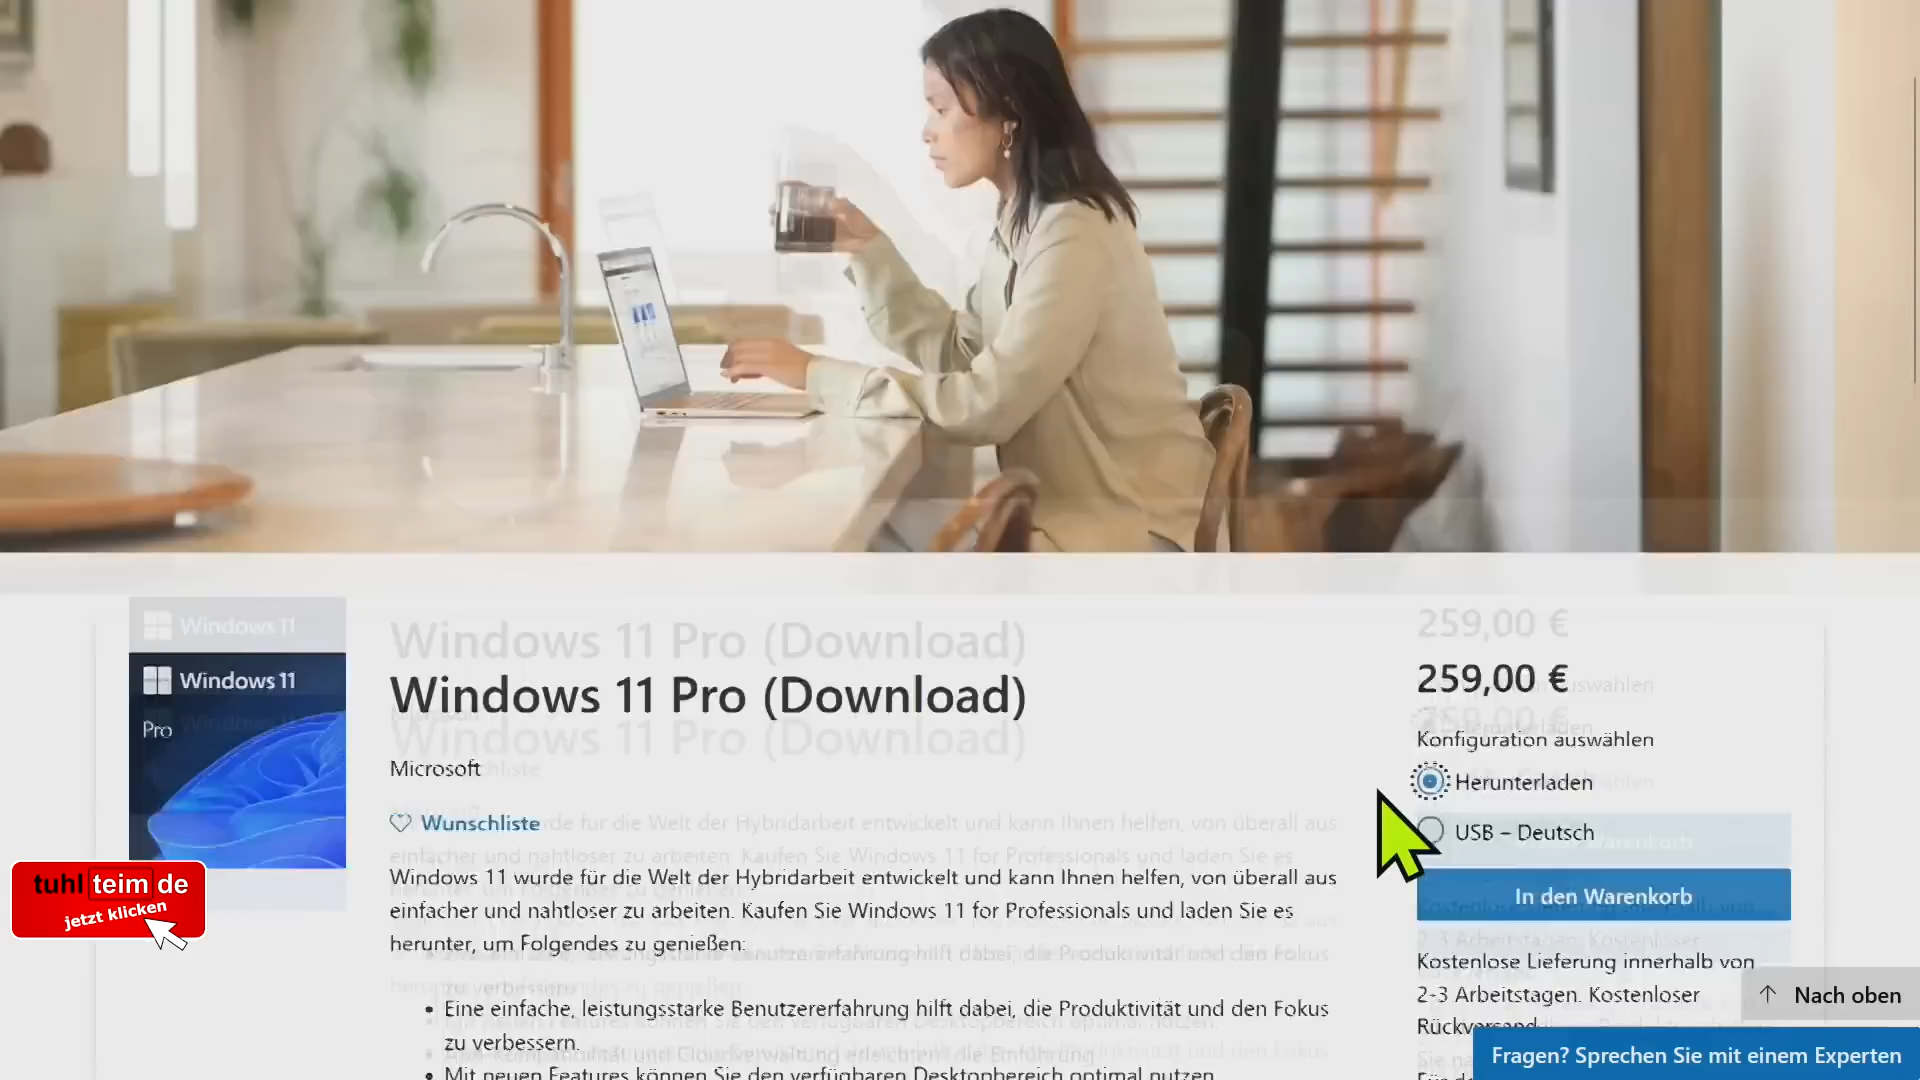 Windows 11
Pro
Windows 11 Pro (Download)
Microsoft
Wunschliste
Windows 11 wurde für die Welt der Hybridarbeit entwickelt und kann Ihnen helfen, von überall aus
einfacher und nahtloser zu arbeiten. Kaufen Sie Windows 11 for Professionals und laden Sie es
herunter, um Folgendes zu genießen:
• Eine einfache, leistungsstarke Benutzererfahrung hilft dabei, die Produktivität und den Fokus
zu verbessern.
• Mit neuen Features können Sie den verfügbaren Desktopbereich optimal nutzen.
259,00 €
Konfiguration auswählen
Herunterladen
USB – Deutsch
In den Warenkorb
Kostenlose Lieferung innerhalb von
2-3 Arbeitstagen. Kostenloser
Rückversand
Nach oben
Fragen? Sprechen Sie mit einem Experten
tuhl teim de
jetzt klicken